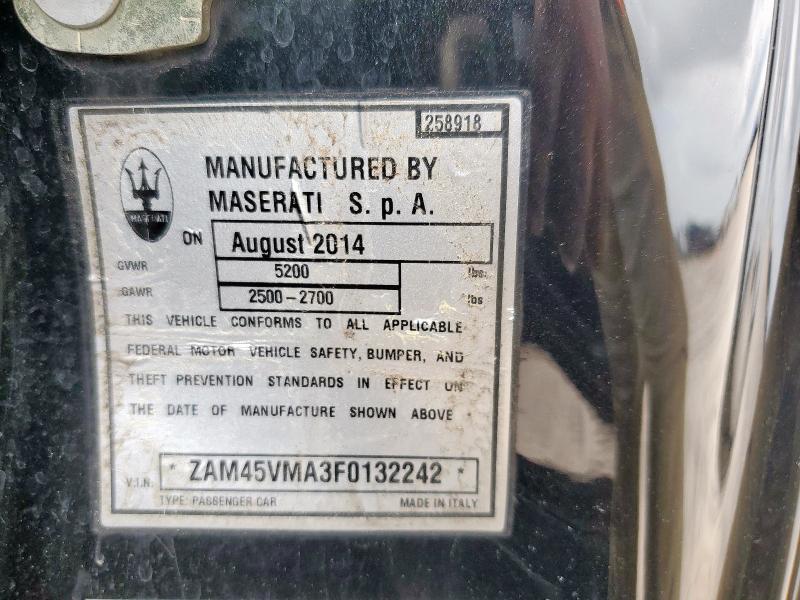 258918
MASERATI
MANUFACTURED BY
MASERATI S. p. A.
ON August 2014
GVWR 5200 lbs.
GAWR 2500-2700 lbs
THIS VEHICLE CONFORMS TO ALL APPLICABLE
FEDERAL MOTOR VEHICLE SAFETY, BUMPER, AND
THEFT PREVENTION STANDARDS IN EFFECT ON
THE DATE OF MANUFACTURE SHOWN ABOVE
V.I.N: * ZAM45VMA3F0132242 *
TYPE: PASSENGER CAR MADE IN ITALY